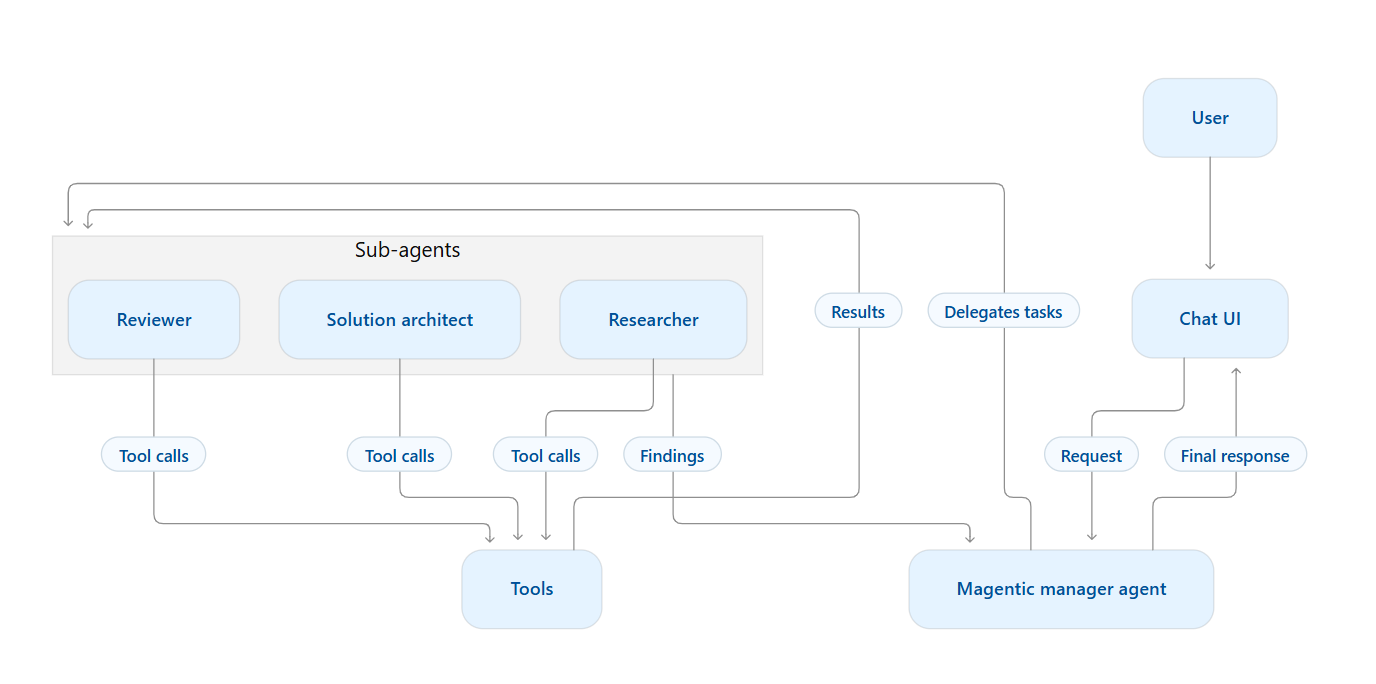 User
Sub-agents
Reviewer
Solution architect
Researcher
Results
Delegates tasks
Chat UI
Tool calls
Tool calls
Tool calls
Findings
Request
Final response
Tools
Magentic manager agent